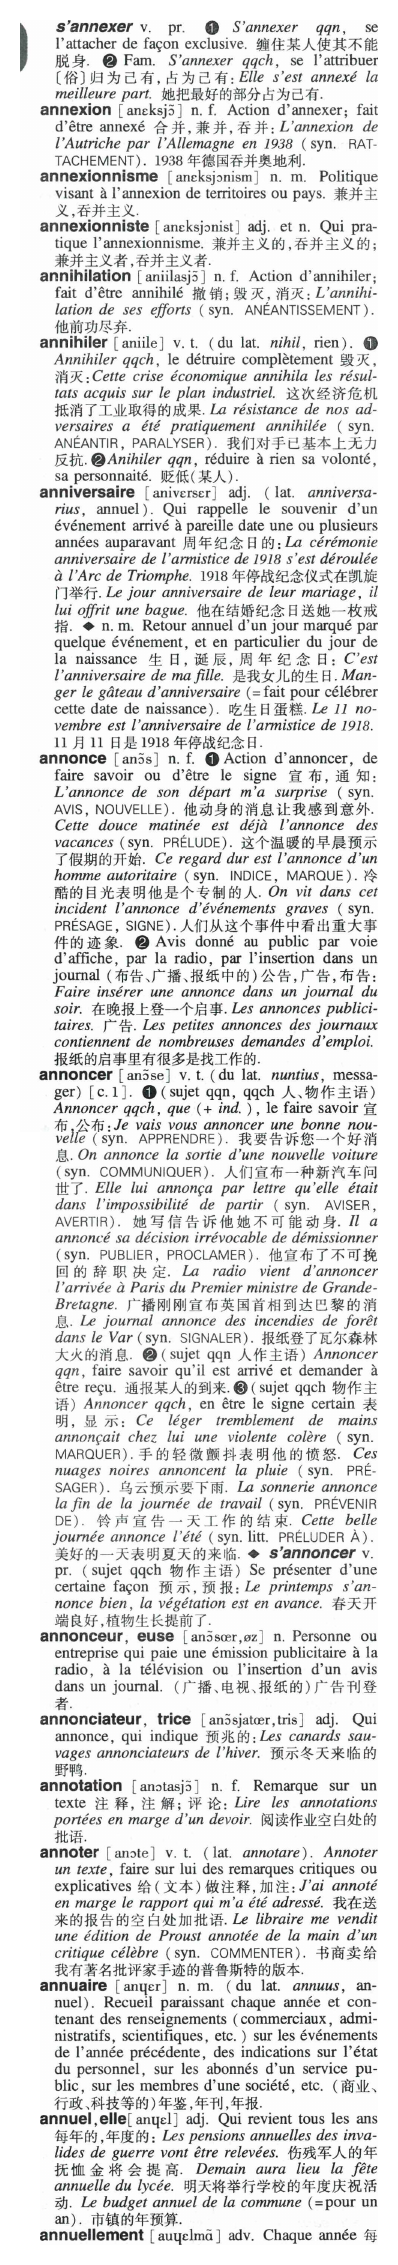 s'annexer v. pr. ❶ S'annexer qqn, se
l'attacher de façon exclusive. 缠住某人使其不能
脱身. ❷ Fam. S'annexer qqch, se l'attribuer
〔俗〕归为己有,占为己有: Elle s'est annexé la
meilleure part. 她把最好的部分占为己有.
annexion [anɛksjɔ̃] n. f. Action d'annexer; fait
d'être annexé 合并,兼并,吞并: L'annexion de
l'Autriche par l'Allemagne en 1938 (syn. RAT-
TACHEMENT). 1938 年德国吞并奥地利.
annexionnisme [anɛksjɔnism] n. m. Politique
visant à l'annexion de territoires ou pays. 兼并主
义,吞并主义.
annexionniste [anɛksjɔnist] adj. et n. Qui pra-
tique l'annexionnisme. 兼并主义的,吞并主义的;
兼并主义者,吞并主义者.
annihilation [aniilasjɔ̃] n. f. Action d'annihiler;
fait d'être annihilé 撤销;毁灭,消灭: L'annihi-
lation de ses efforts (syn. ANÉANTISSEMENT).
他前功尽弃.
annihiler [aniile] v. t. (du lat. nihil, rien). ❶
Annihiler qqch, le détruire complètement 毁灭,
消灭: Cette crise économique annihila les résul-
tats acquis sur le plan industriel. 这次经济危机
抵消了工业取得的成果. La résistance de nos ad-
versaires a été pratiquement annihilée (syn.
ANÉANTIR, PARALYSER). 我们对手已基本上无力
反抗. ❷ Anihiler qqn, réduire à rien sa volonté,
sa personnaité. 贬低(某人).
anniversaire [anivɛrsɛr] adj. (lat. anniversa-
rius, annuel). Qui rappelle le souvenir d'un
événement arrivé à pareille date une ou plusieurs
années auparavant 周年纪念日的: La cérémonie
anniversaire de l'armistice de 1918 s'est déroulée
à l'Arc de Triomphe. 1918 年停战纪念仪式在凯旋
门举行. Le jour anniversaire de leur mariage, il
lui offrit une bague. 他在结婚纪念日送她一枚戒
指. ◆ n. m. Retour annuel d'un jour marqué par
quelque événement, et en particulier du jour de
la naissance 生日,诞辰,周年纪念日: C'est
l'anniversaire de ma fille. 是我女儿的生日. Man-
ger le gâteau d'anniversaire (= fait pour célébrer
cette date de naissance). 吃生日蛋糕. Le 11 no-
vembre est l'anniversaire de l'armistice de 1918.
11 月 11 日是 1918 年停战纪念日.
annonce [anɔ̃s] n. f. ❶ Action d'annoncer, de
faire savoir ou d'être le signe 宣布,通知:
L'annonce de son départ m'a surprise (syn.
AVIS, NOUVELLE). 他动身的消息让我感到意外.
Cette douce matinée est déjà l'annonce des
vacances (syn. PRÉLUDE). 这个温暖的早晨预示
了假期的开始. Ce regard dur est l'annonce d'un
homme autoritaire (syn. INDICE, MARQUE). 冷
酷的目光表明他是个专制的人. On vit dans cet
incident l'annonce d'événements graves (syn.
PRÉSAGE, SIGNE). 人们从这个事件中看出重大事
件的迹象. ❷ Avis donné au public par voie
d'affiche, par la radio, par l'insertion dans un
journal (布告、广播、报纸中的)公告,广告,布告:
Faire insérer une annonce dans un journal du
soir. 在晚报上登一个启事. Les annonces publici-
taires. 广告. Les petites annonces des journaux
contiennent de nombreuses demandes d'emploi.
报纸的启事里有很多是找工作的.
annoncer [anɔ̃se] v. t. (du lat. nuntius, messa-
ger) [c. 1]. ❶ (sujet qqn, qqch 人、物作主语)
Annoncer qqch, que (+ ind.), le faire savoir 宣
布,公布: Je vais vous annoncer une bonne nou-
velle (syn. APPRENDRE). 我要告诉您一个好消
息. On annonce la sortie d'une nouvelle voiture
(syn. COMMUNIQUER). 人们宣布一种新汽车问
世了. Elle lui annonça par lettre qu'elle était
dans l'impossibilité de partir (syn. AVISER,
AVERTIR). 她写信告诉他她不可能动身. Il a
annoncé sa décision irrévocable de démissionner
(syn. PUBLIER, PROCLAMER). 他宣布了不可挽
回的辞职决定. La radio vient d'annoncer
l'arrivée à Paris du Premier ministre de Grande-
Bretagne. 广播刚刚宣布英国首相到达巴黎的消
息. Le journal annonce des incendies de forêt
dans le Var (syn. SIGNALER). 报纸登了瓦尔森林
大火的消息. ❷ (sujet qqn 人作主语) Annoncer
qqn, faire savoir qu'il est arrivé et demander à
être reçu. 通报某人的到来. ❸ (sujet qqch 物作主
语) Annoncer qqch, en être le signe certain 表
明,显示: Ce léger tremblement de mains
annonçait chez lui une violente colère (syn.
MARQUER). 手的轻微颤抖表明他的愤怒. Ces
nuages noires annoncent la pluie (syn. PRÉ-
SAGER). 乌云预示要下雨. La sonnerie annonce
la fin de la journée de travail (syn. PRÉVENIR
DE). 铃声宣告一天工作的结束. Cette belle
journée annonce l'été (syn. litt. PRÉLUDER À).
美好的一天表明夏天的来临. ◆ s'annoncer v.
pr. (sujet qqch 物作主语) Se présenter d'une
certaine façon 预示,预报: Le printemps s'an-
nonce bien, la végétation est en avance. 春天开
端良好,植物生长提前了.
annonceur, euse [anɔ̃sœr,øz] n. Personne ou
entreprise qui paie une émission publicitaire à la
radio, à la télévision ou l'insertion d'un avis
dans un journal. (广播、电视、报纸的)广告刊登
者.
annonciateur, trice [anɔ̃sjatœr,tris] adj. Qui
annonce, qui indique 预兆的: Les canards sau-
vages annonciateurs de l'hiver. 预示冬天来临的
野鸭.
annotation [anɔtasjɔ̃] n. f. Remarque sur un
texte 注释,注解;评论: Lire les annotations
portées en marge d'un devoir. 阅读作业空白处的
批语.
annoter [anɔte] v. t. (lat. annotare). Annoter
un texte, faire sur lui des remarques critiques ou
explicatives 给(文本)做注释,加注: J'ai annoté
en marge le rapport qui m'a été adressé. 我在送
来的报告的空白处加批语. Le libraire me vendit
une édition de Proust annotée de la main d'un
critique célèbre (syn. COMMENTER). 书商卖给
我有著名批评家手迹的普鲁斯特的版本.
annuaire [anɥɛr] n. m. (du lat. annuus, an-
nuel). Recueil paraissant chaque année et con-
tenant des renseignements (commerciaux, admi-
nistratifs, scientifiques, etc.) sur les événements
de l'année précédente, des indications sur l'état
du personnel, sur les abonnés d'un service pu-
blic, sur les membres d'une société, etc. (商业、
行政、科技等的)年鉴,年刊,年报.
annuel, elle [anɥɛl] adj. Qui revient tous les ans
每年的,年度的: Les pensions annuelles des inva-
lides de guerre vont être relevées. 伤残军人的年
抚恤金将会提高. Demain aura lieu la fête
annuelle du lycée. 明天将举行学校的年度庆祝活
动. Le budget annuel de la commune (= pour un
an). 市镇的年预算.
annuellement [anɥɛlmã] adv. Chaque année 每